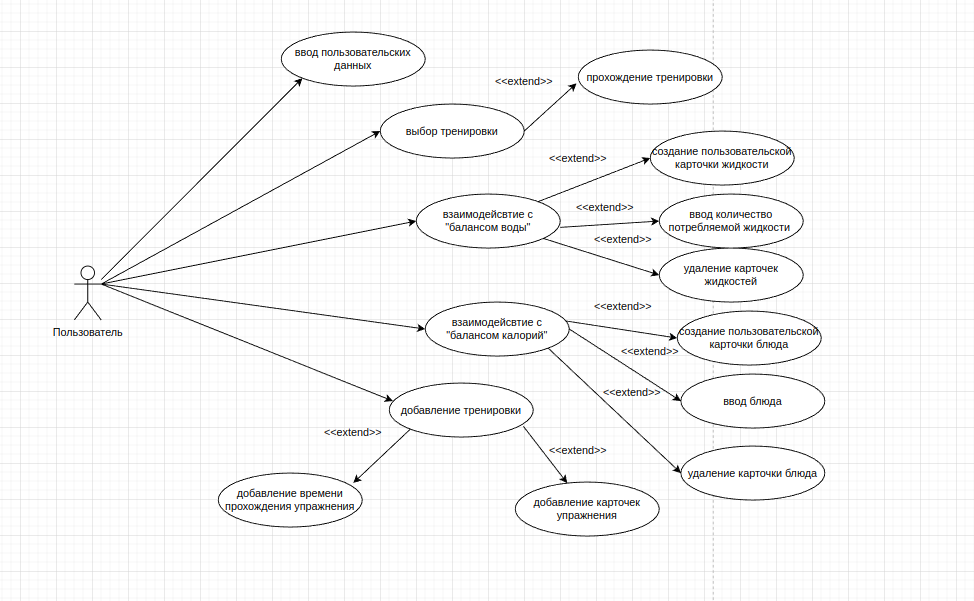 ввод пользовательских
данных
<<extend>>
прохождение тренировки
выбор тренировки
<<extend>>
создание пользовательской
карточки жидкости
взаимодейсвтие с
"балансом воды"
<<extend>>
ввод количество
потребляемой жидкости
<<extend>>
удаление карточек
жидкостей
Пользователь
взаимодейсвтие с
"балансом калорий"
<<extend>>
создание пользовательской
карточки блюда
<<extend>>
ввод блюда
<<extend>>
удаление карточки блюда
добавление тренировки
<<extend>>
добавление времени
прохождения упражнения
<<extend>>
добавление карточек
упражнения